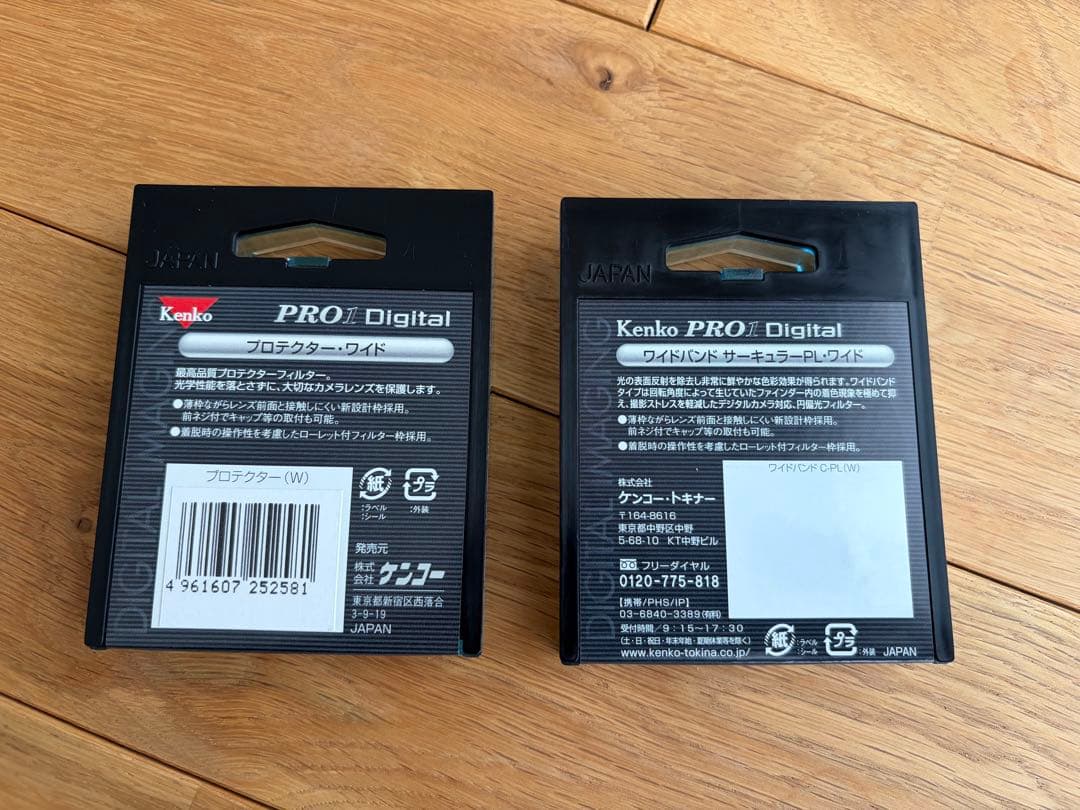 JAPAN
DIGITAL IMAGING
Kenko PRO1 Digital
プロテクター・ワイド
最高品質プロテクターフィルター。
光学性能を落とさずに、大切なカメラレンズを保護します。
●薄枠ながらレンズ前面と接触しにくい新設計枠採用。
前ネジ付でキャップ等の取付も可能。
●着脱時の操作性を考慮したローレット付フィルター枠採用。
プロテクター(W)
4 961607 252581
紙
:ラベル
:シール
プラ
:外装
発売元
株式会社 ケンコー
東京都新宿区西落合
3-9-19
JAPAN
JAPAN
DIGITAL IMAGING
Kenko PRO1 Digital
ワイドバンド サーキュラーPL・ワイド
光の表面反射を除去し非常に鮮やかな色彩効果が得られます。ワイドバンド
タイプは回転角度によって生じていたファインダー内の着色現象を極めて抑
え、撮影ストレスを軽減したデジタルカメラ対応、円偏光フィルター。
●薄枠ながらレンズ前面と接触しにくい新設計枠採用。
前ネジ付でキャップ等の取付も可能。
●着脱時の操作性を考慮したローレット付フィルター枠採用。
ワイドバンド C-PL(W)
株式会社
ケンコー・トキナー
〒164-8616
東京都中野区中野
5-68-10 KT中野ビル
フリーダイヤル
0120-775-818
【携帯/PHS/IP】
03-6840-3389(有料)
受付時間/9:15~17:30
(土・日・祝日・年末年始・夏期休業等を除く)
www.kenko-tokina.co.jp/
紙
:ラベル
:シール
プラ
:外装
JAPAN